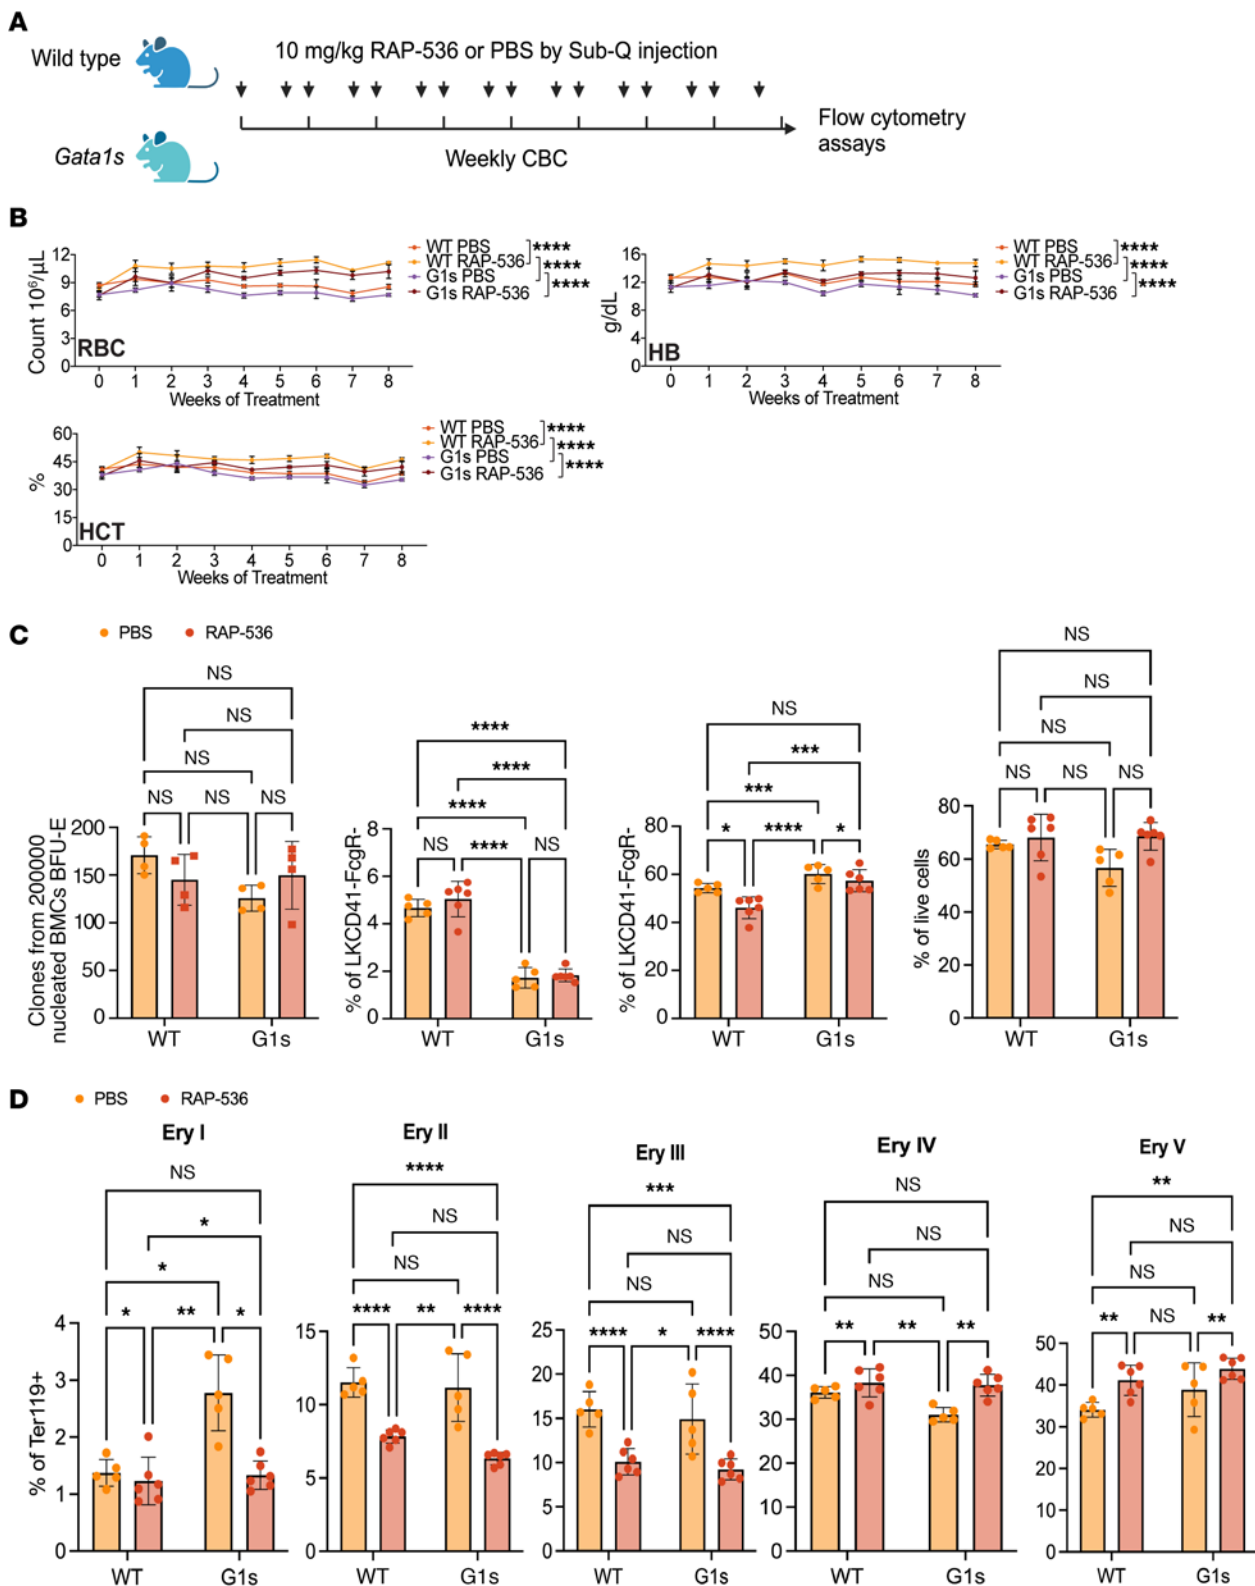 A
Wild type
10 mg/kg RAP-536 or PBS by Sub-Q injection
Gata1s
Weekly CBC
Flow cytometry
assays
B
Count 10⁶/µL
12
9
6
3
0
RBC
0 1 2 3 4 5 6 7 8
Weeks of Treatment
WT PBS
WT RAP-536
G1s PBS
G1s RAP-536
****
****
****
g/dL
16
12
8
4
0
HB
0 1 2 3 4 5 6 7 8
Weeks of Treatment
WT PBS
WT RAP-536
G1s PBS
G1s RAP-536
****
****
****
%
60
45
30
15
0
HCT
0 1 2 3 4 5 6 7 8
Weeks of Treatment
WT PBS
WT RAP-536
G1s PBS
G1s RAP-536
****
****
****
C
PBS RAP-536
NS
NS
NS
NS NS NS
Clones from 200000
nucleated BMCs BFU-E
200
150
100
50
0
WT G1s
****
****
****
NS **** NS
% of LKCD41-FcgR-
8
6
4
2
0
WT G1s
NS
***
***
* **** *
% of LKCD41-FcgR-
80
60
40
20
0
WT G1s
NS
NS
NS
NS NS NS
% of live cells
80
60
40
20
0
WT G1s
D
PBS RAP-536
Ery I
NS
*
*
* ** *
% of Ter119+
4
3
2
1
0
WT G1s
Ery II
****
NS
NS
**** ** ****
15
10
5
0
WT G1s
Ery III
***
NS
NS
**** * ****
25
20
15
10
5
0
WT G1s
Ery IV
NS
NS
NS
** ** **
50
40
30
20
10
0
WT G1s
Ery V
**
NS
NS
** NS **
50
40
30
20
10
0
WT G1s